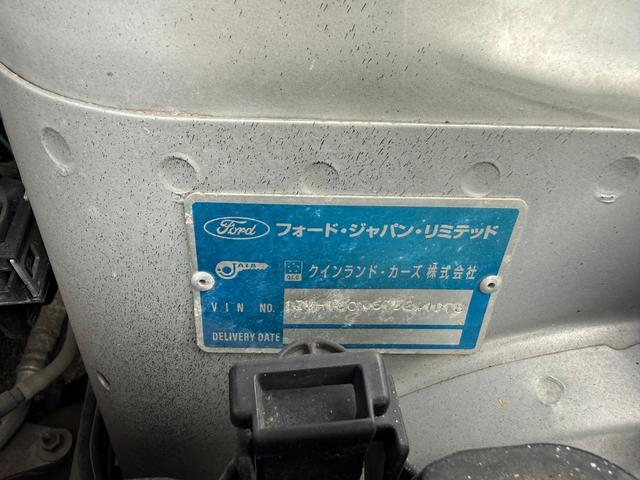 Ford フォード・ジャパン・リミテッド
JAIA QCC クインランド・カーズ 株式会社
VIN NO.
DELIVERY DATE